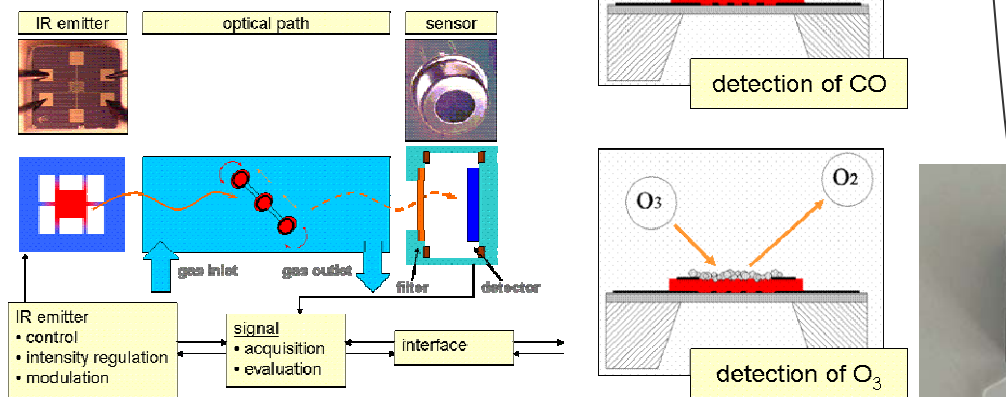 IR emitter
optical path
sensor
gas inlet
gas outlet
filter
detector
IR emitter
• control
• intensity regulation
• modulation
signal
• acquisition
• evaluation
interface
detection of CO
O3
O2
detection of O3